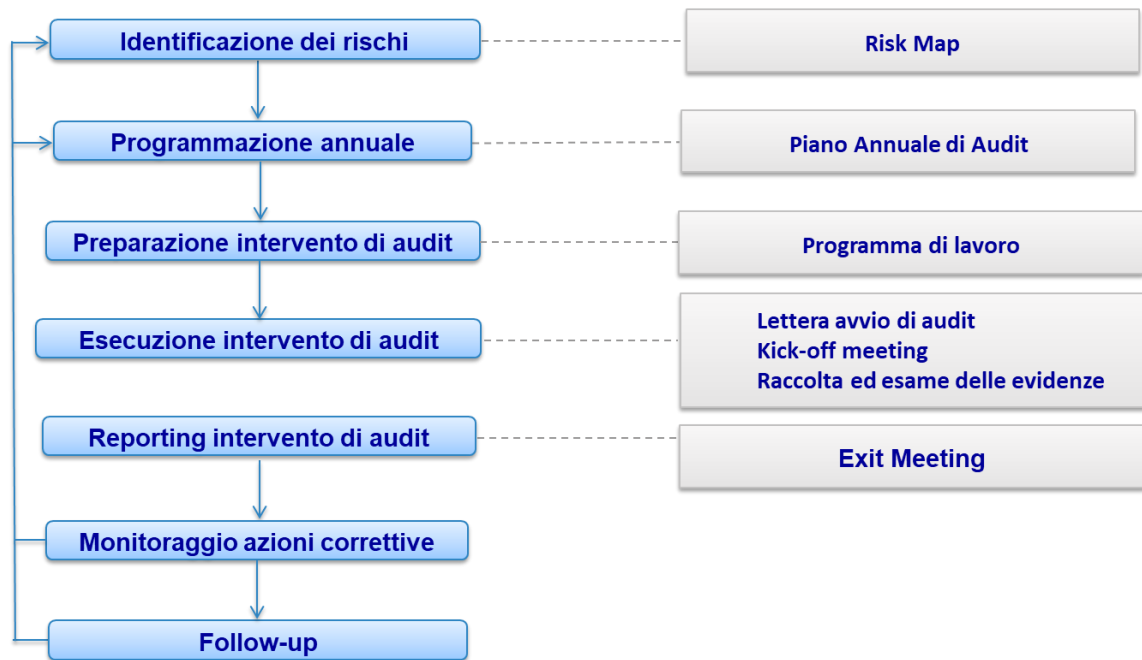 Identificazione dei rischi
Risk Map
Programmazione annuale
Piano Annuale di Audit
Preparazione intervento di audit
Programma di lavoro
Esecuzione intervento di audit
Lettera avvio di audit
Kick-off meeting
Raccolta ed esame delle evidenze
Reporting intervento di audit
Exit Meeting
Monitoraggio azioni correttive
Follow-up